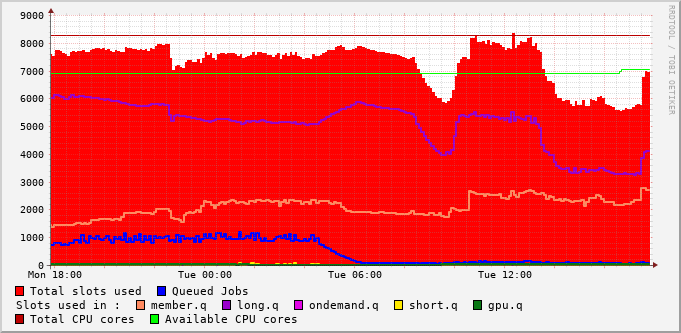 9000
8000
7000
6000
5000
4000
3000
2000
1000
0
Mon 18:00 Tue 00:00 Tue 06:00 Tue 12:00
RRDTOOL / TOBI OETIKER
Total slots used Queued Jobs
Slots used in : member.q long.q ondemand.q short.q gpu.q
Total CPU cores Available CPU cores